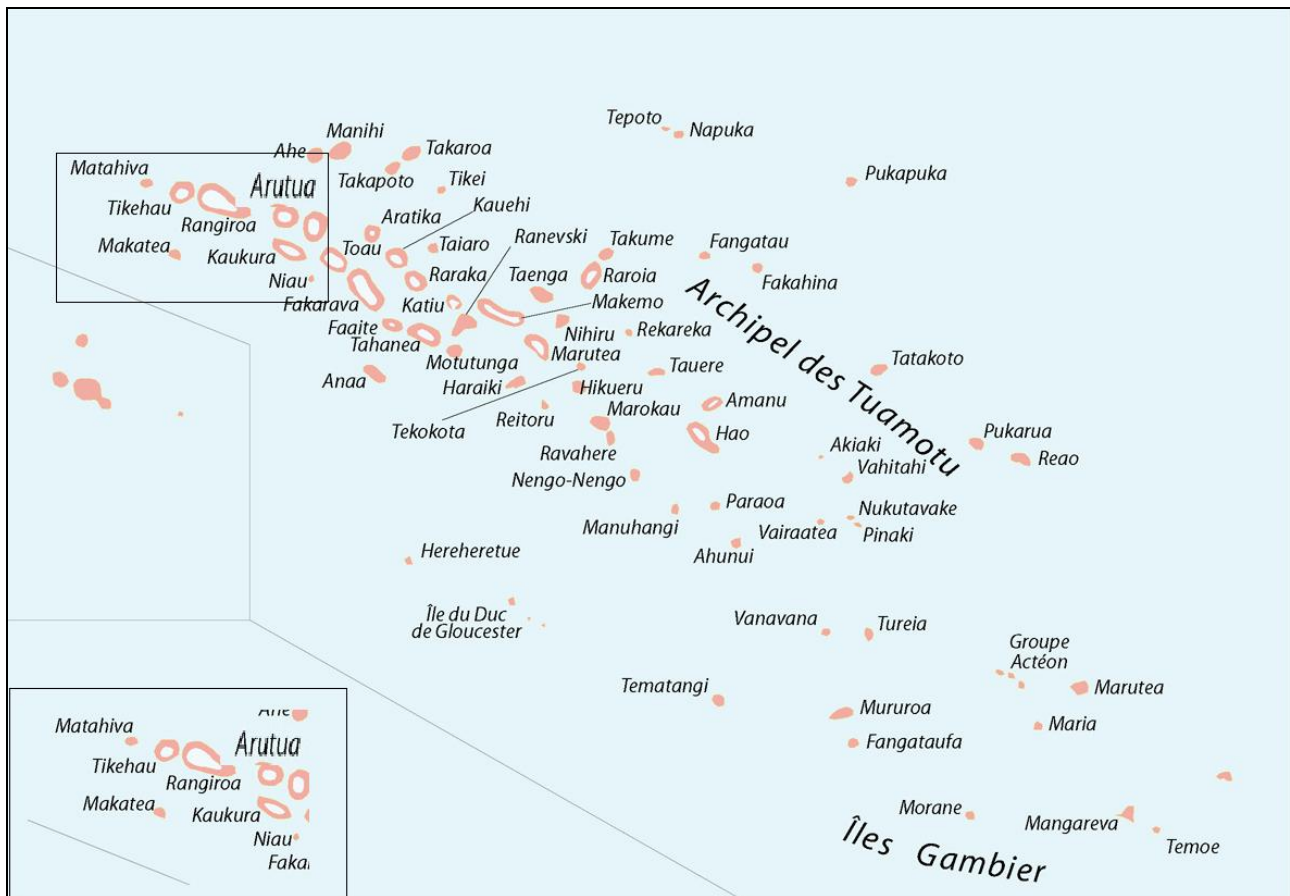 Tepoto
Napuka
Manihi
Ahe
Takaroa
Matahiva
Arutua
Takapoto
Tikei
Pukapuka
Tikehau
Rangiroa
Aratika
Kauehi
Makatea
Kaukura
Toau
Taiaro
Ranevski
Takume
Fangatau
Niau
Raraka
Taenga
Raroia
Fakahina
Fakarava
Katiu
Makemo
Archipel des Tuamotu
Faaite
Nihiru
Rekareka
Tahanea
Motutunga
Marutea
Tauere
Tatakoto
Anaa
Haraiki
Hikueru
Reitoru
Marokau
Amanu
Tekokota
Hao
Pukarua
Ravahere
Akiaki
Reao
Nengo-Nengo
Vahitahi
Manuhangi
Paraoa
Nukutavake
Vairaatea
Pinaki
Ahunui
Hereheretue
Île du Duc
de Gloucester
Vanavana
Tureia
Groupe
Actéon
Tematangi
Marutea
Mururoa
Maria
Fangataufa
Morane
Mangareva
Temoe
Îles Gambier
Ahe
Matahiva
Arutua
Tikehau
Rangiroa
Makatea
Kaukura
Niau
Faka